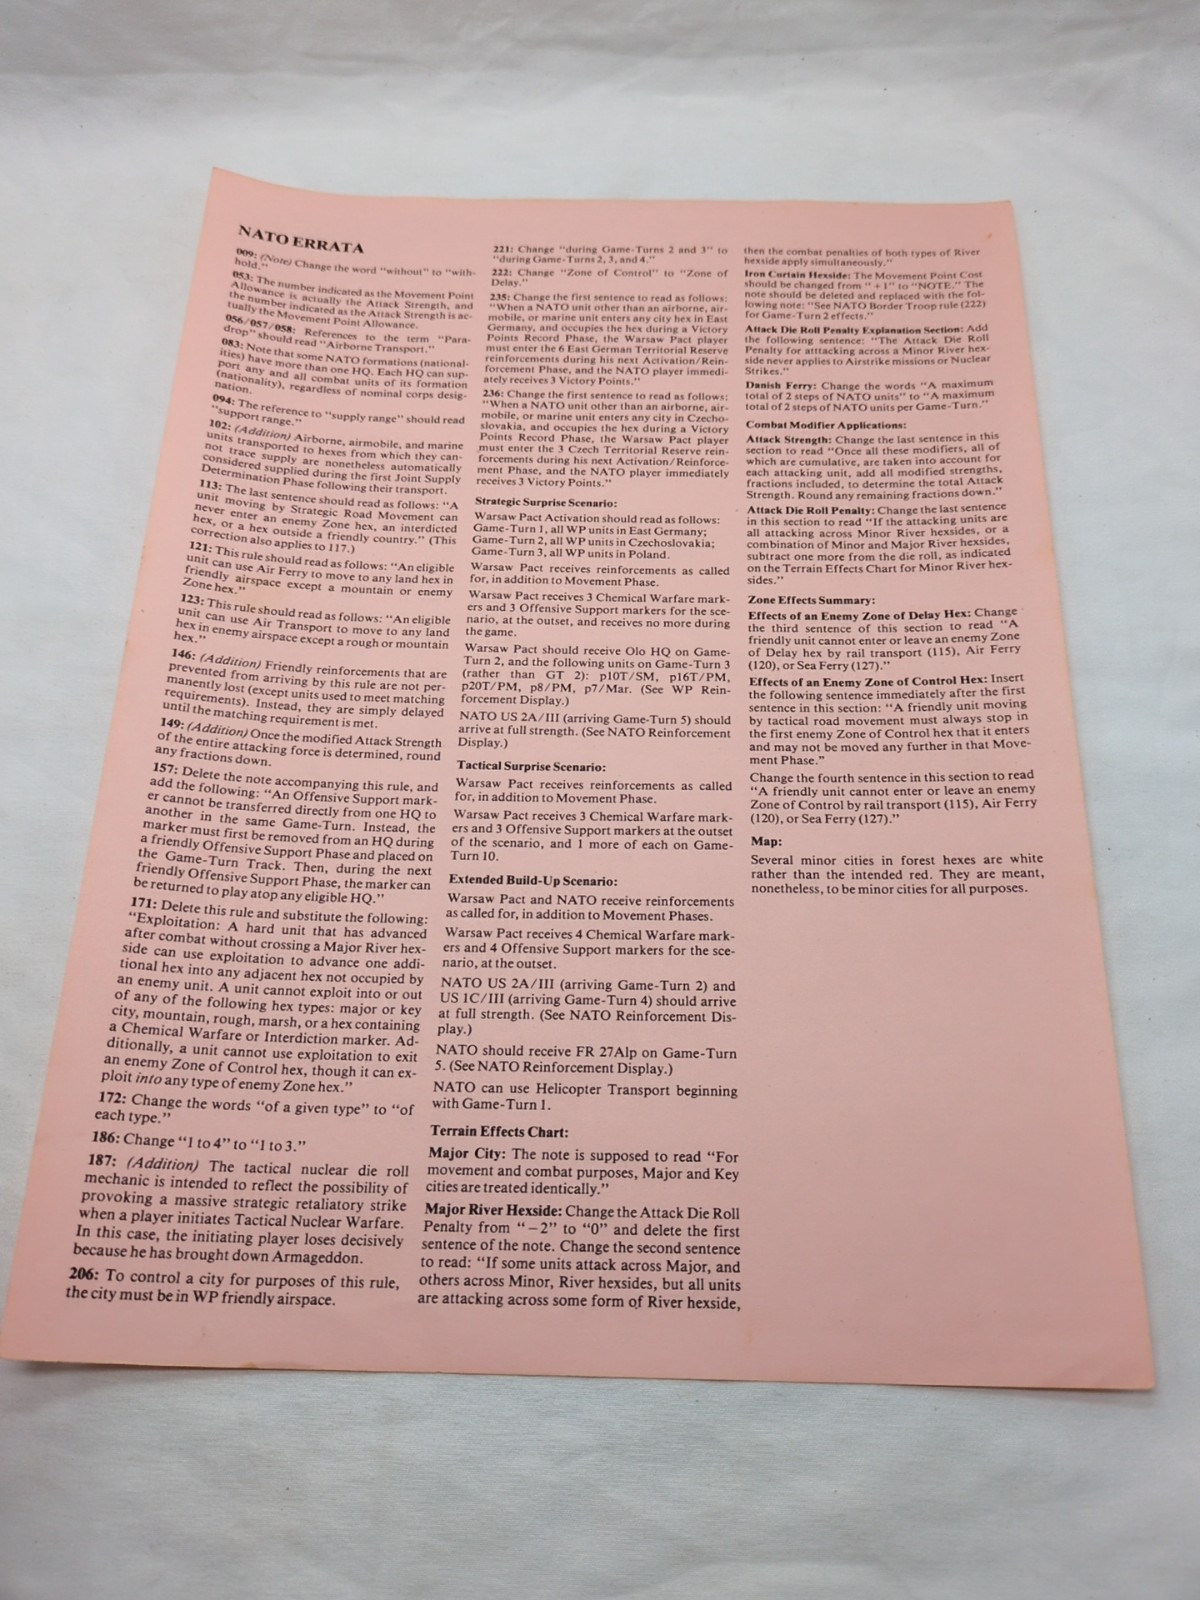 NATO ERRATA
009: (Note) Change the word "without" to "with-
hold."
053: The number indicated as the Movement Point
Allowance is actually the Attack Strength, and
the number indicated as the Attack Strength is ac-
tually the Movement Point Allowance.
056/057/058: References to the term "Para-
drop" should read "Airborne Transport."
083: Note that some NATO formations (national-
ities) have more than one HQ. Each HQ can sup-
port any and all combat units of its formation
(nationality), regardless of nominal corps desig-
nation.
094: The reference to "supply range" should read
"support range."
102: (Addition) Airborne, airmobile, and marine
units transported to hexes from which they can-
not trace supply are nonetheless automatically
considered supplied during the first Joint Supply
Determination Phase following their transport.
113: The last sentence should read as follows: "A
unit moving by Strategic Road Movement can
never enter an enemy Zone hex, an interdicted
hex, or a hex outside a friendly country." (This
correction also applies to 117.)
121: This rule should read as follows: "An eligible
unit can use Air Ferry to move to any land hex in
friendly airspace except a mountain or enemy
Zone hex."
123: This rule should read as follows: "An eligible
unit can use Air Transport to move to any land
hex in enemy airspace except a rough or mountain
hex."
146: (Addition) Friendly reinforcements that are
prevented from arriving by this rule are not per-
manently lost (except units used to meet matching
requirements). Instead, they are simply delayed
until the matching requirement is met.
149: (Addition) Once the modified Attack Strength
of the entire attacking force is determined, round
any fractions down.
157: Delete the note accompanying this rule, and
add the following: "An Offensive Support mark-
er cannot be transferred directly from one HQ to
another in the same Game-Turn. Instead, the
marker must first be removed from an HQ during
a friendly Offensive Support Phase and placed on
the Game-Turn Track. Then, during the next
friendly Offensive Support Phase, the marker can
be returned to play atop any eligible HQ."
171: Delete this rule and substitute the following:
"Exploitation: A hard unit that has advanced
after combat without crossing a Major River hex-
side can use exploitation to advance one addi-
tional hex into any adjacent hex not occupied by
an enemy unit. A unit cannot exploit into or out
of any of the following hex types: major or key
city, mountain, rough, marsh, or a hex containing
a Chemical Warfare or Interdiction marker. Ad-
ditionally, a unit cannot use exploitation to exit
an enemy Zone of Control hex, though it can ex-
ploit into any type of enemy Zone hex."
172: Change the words "of a given type" to "of
each type."
186: Change "1 to 4" to "1 to 3."
187: (Addition) The tactical nuclear die roll
mechanic is intended to reflect the possibility of
provoking a massive strategic retaliatory strike
when a player initiates Tactical Nuclear Warfare.
In this case, the initiating player loses decisively
because he has brought down Armageddon.
206: To control a city for purposes of this rule,
the city must be in WP friendly airspace.
221: Change "during Game-Turns 2 and 3" to
"during Game-Turns 2, 3, and 4."
222: Change "Zone of Control" to "Zone of
Delay."
235: Change the first sentence to read as follows:
"When a NATO unit other than an airborne, air-
mobile, or marine unit enters any city hex in East
Germany, and occupies the hex during a Victory
Points Record Phase, the Warsaw Pact player
must enter the 6 East German Territorial Reserve
reinforcements during his next Activation/Rein-
forcement Phase, and the NATO player immedi-
ately receives 3 Victory Points."
236: Change the first sentence to read as follows:
"When a NATO unit other than an airborne, air-
mobile, or marine unit enters any city in Czecho-
slovakia, and occupies the hex during a Victory
Points Record Phase, the Warsaw Pact player
must enter the 3 Czech Territorial Reserve rein-
forcements during his next Activation/Reinforce-
ment Phase, and the NATO player immediately
receives 3 Victory Points."
Strategic Surprise Scenario:
Warsaw Pact Activation should read as follows:
Game-Turn 1, all WP units in East Germany;
Game-Turn 2, all WP units in Czechoslovakia;
Game-Turn 3, all WP units in Poland.
Warsaw Pact receives reinforcements as called
for, in addition to Movement Phase.
Warsaw Pact receives 3 Chemical Warfare mark-
ers and 3 Offensive Support markers for the sce-
nario, at the outset, and receives no more during
the game.
Warsaw Pact should receive Olo HQ on Game-
Turn 2, and the following units on Game-Turn 3
(rather than GT 2): p10T/SM, p16T/PM,
p20T/PM, p8/PM, p7/Mar. (See WP Rein-
forcement Display.)
NATO US 2A/III (arriving Game-Turn 5) should
arrive at full strength. (See NATO Reinforcement
Display.)
Tactical Surprise Scenario:
Warsaw Pact receives reinforcements as called
for, in addition to Movement Phase.
Warsaw Pact receives 3 Chemical Warfare mark-
ers and 3 Offensive Support markers at the outset
of the scenario, and 1 more of each on Game-
Turn 10.
Extended Build-Up Scenario:
Warsaw Pact and NATO receive reinforcements
as called for, in addition to Movement Phases.
Warsaw Pact receives 4 Chemical Warfare mark-
ers and 4 Offensive Support markers for the sce-
nario, at the outset.
NATO US 2A/III (arriving Game-Turn 2) and
US 1C/III (arriving Game-Turn 4) should arrive
at full strength. (See NATO Reinforcement Dis-
play.)
NATO should receive FR 27Alp on Game-Turn
5. (See NATO Reinforcement Display.)
NATO can use Helicopter Transport beginning
with Game-Turn 1.
Terrain Effects Chart:
Major City: The note is supposed to read "For
movement and combat purposes, Major and Key
cities are treated identically."
Major River Hexside: Change the Attack Die Roll
Penalty from "−2" to "0" and delete the first
sentence of the note. Change the second sentence
to read: "If some units attack across Major, and
others across Minor, River hexsides, but all units
are attacking across some form of River hexside,
then the combat penalties of both types of River
hexside apply simultaneously."
Iron Curtain Hexside: The Movement Point Cost
should be changed from "+1" to "NOTE." The
note should be deleted and replaced with the fol-
lowing note: "See NATO Border Troop rule (222)
for Game-Turn 2 effects."
Attack Die Roll Penalty Explanation Section: Add
the following sentence: "The Attack Die Roll
Penalty for atttacking across a Minor River hex-
side never applies to Airstrike missions or Nuclear
Strikes."
Danish Ferry: Change the words "A maximum
total of 2 steps of NATO units" to "A maximum
total of 2 steps of NATO units per Game-Turn."
Combat Modifier Applications:
Attack Strength: Change the last sentence in this
section to read "Once all these modifiers, all of
which are cumulative, are taken into account for
each attacking unit, add all modified strengths,
fractions included, to determine the total Attack
Strength. Round any remaining fractions down."
Attack Die Roll Penalty: Change the last sentence
in this section to read "If the attacking units are
all attacking across Minor River hexsides, or a
combination of Minor and Major River hexsides,
subtract one more from the die roll, as indicated
on the Terrain Effects Chart for Minor River hex-
sides."
Zone Effects Summary:
Effects of an Enemy Zone of Delay Hex: Change
the third sentence of this section to read "A
friendly unit cannot enter or leave an enemy Zone
of Delay hex by rail transport (115), Air Ferry
(120), or Sea Ferry (127)."
Effects of an Enemy Zone of Control Hex: Insert
the following sentence immediately after the first
sentence in this section: "A friendly unit moving
by tactical road movement must always stop in
the first enemy Zone of Control hex that it enters
and may not be moved any further in that Move-
ment Phase."
Change the fourth sentence in this section to read
"A friendly unit cannot enter or leave an enemy
Zone of Control by rail transport (115), Air Ferry
(120), or Sea Ferry (127)."
Map:
Several minor cities in forest hexes are white
rather than the intended red. They are meant,
nonetheless, to be minor cities for all purposes.